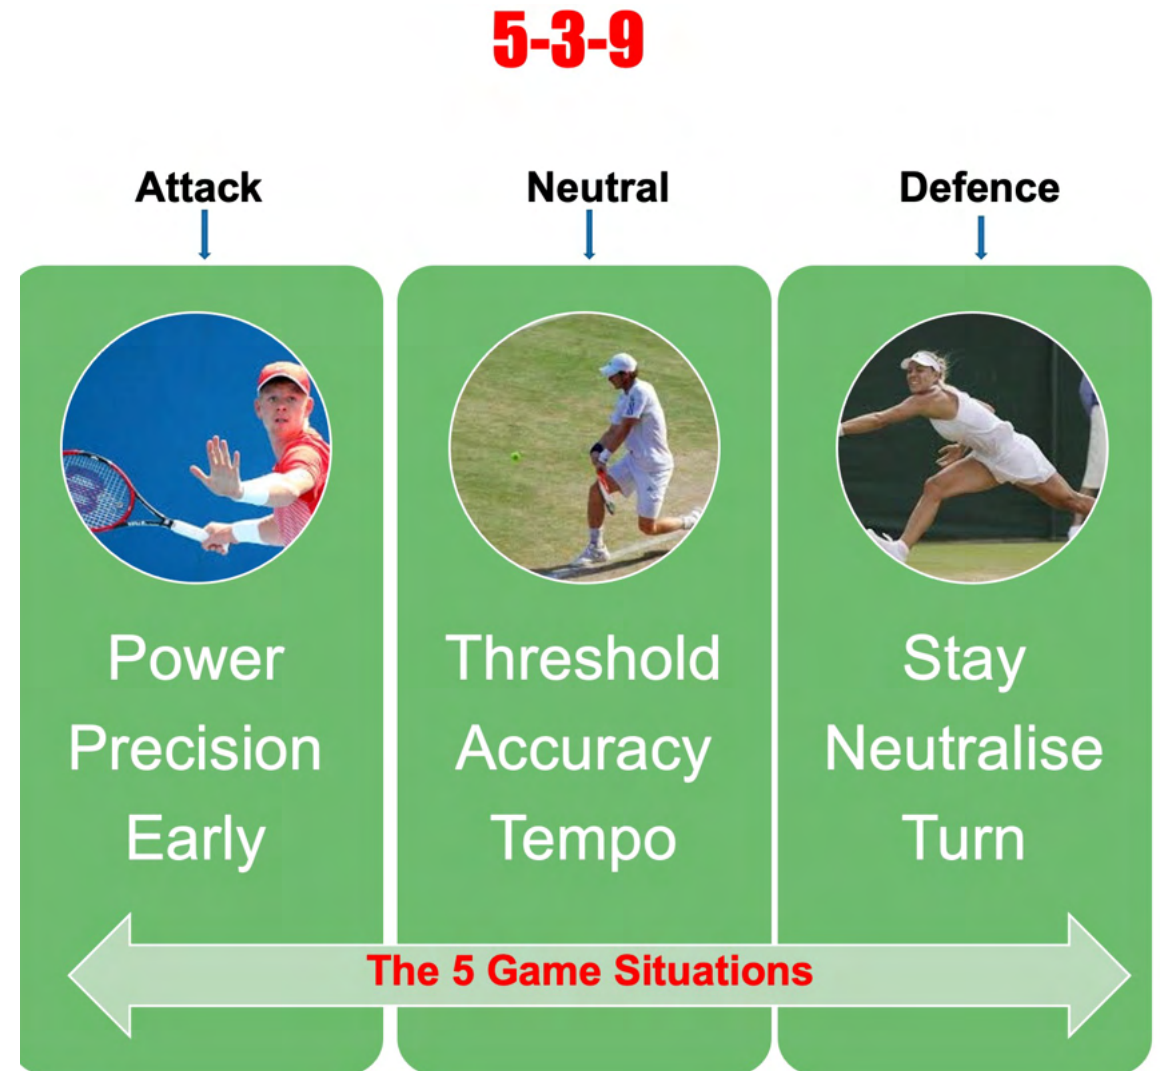 5-3-9
Attack
Neutral
Defence
Power
Precision
Early
Threshold
Accuracy
Tempo
Stay
Neutralise
Turn
The 5 Game Situations